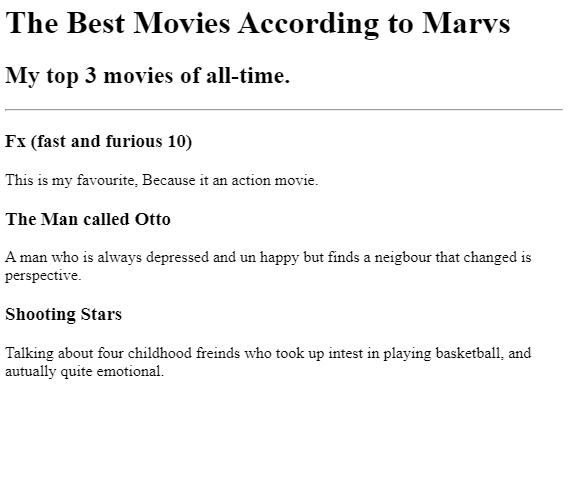 The Best Movies According to Marvs
My top 3 movies of all-time.
Fx (fast and furious 10)
This is my favourite, Because it an action movie.
The Man called Otto
A man who is always depressed and un happy but finds a neigbour that changed is
perspective.
Shooting Stars
Talking about four childhood freinds who took up intest in playing basketball, and
autually quite emotional.